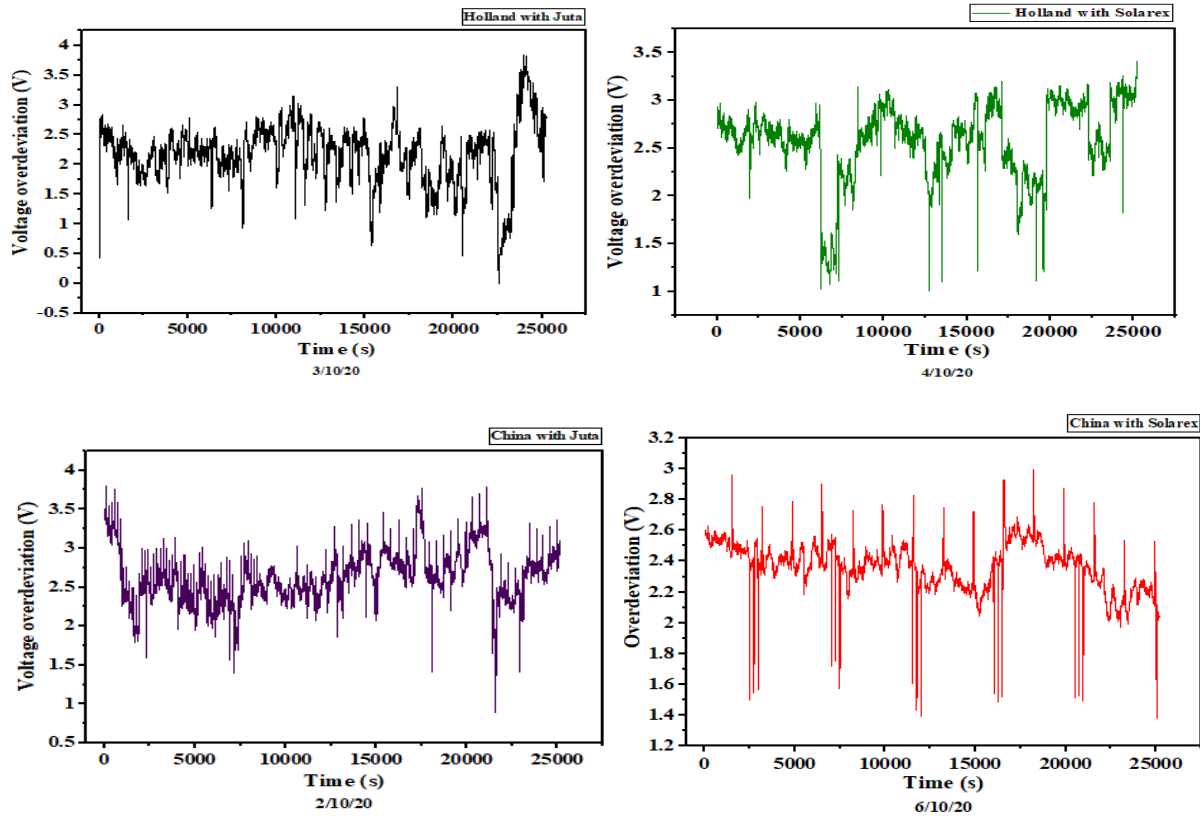 Holland with Juta
Voltage overdeviation (V)
4
3.5
3
2.5
2
1.5
1
0.5
0
-0.5
0 5000 10000 15000 20000 25000
Time (s)
3/10/20
Holland with Solarex
Voltage overdeviation (V)
3.5
3
2.5
2
1.5
1
0 5000 10000 15000 20000 25000
Time (s)
4/10/20
China with Juta
Voltage overdeviation (V)
4
3.5
3
2.5
2
1.5
1
0.5
0 5000 10000 15000 20000 25000
Time (s)
2/10/20
China with Solarex
Overdeviation (V)
3.2
3
2.8
2.6
2.4
2.2
2
1.8
1.6
1.4
1.2
0 5000 10000 15000 20000 25000
Time (s)
6/10/20